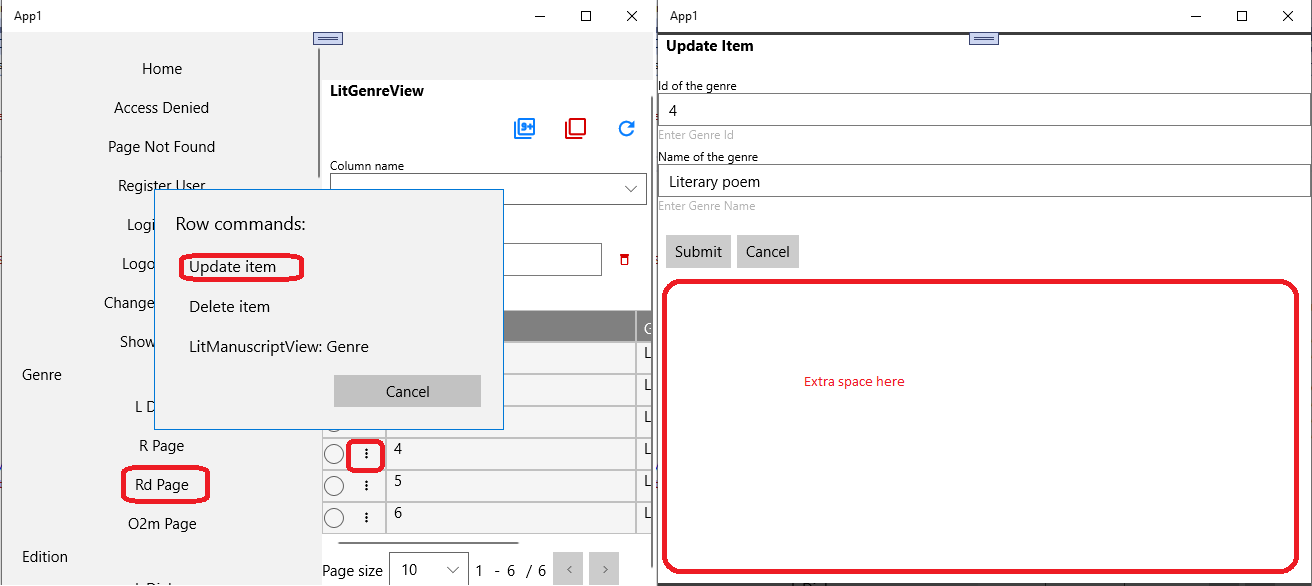 App1
Home
Access Denied
Page Not Found
Register User
Logi
Logo
Change
Show
Genre
L D
R Page
Rd Page
O2m Page
Edition
LitGenreView
9+
Column name
Row commands:
Update item
Delete item
LitManuscriptView: Genre
Cancel
G
L
L
L
4 L
5 L
6 L
Page size 10 1 - 6 / 6 < >
App1
Update Item
Id of the genre
4
Enter Genre Id
Name of the genre
Literary poem
Enter Genre Name
Submit Cancel
Extra space here